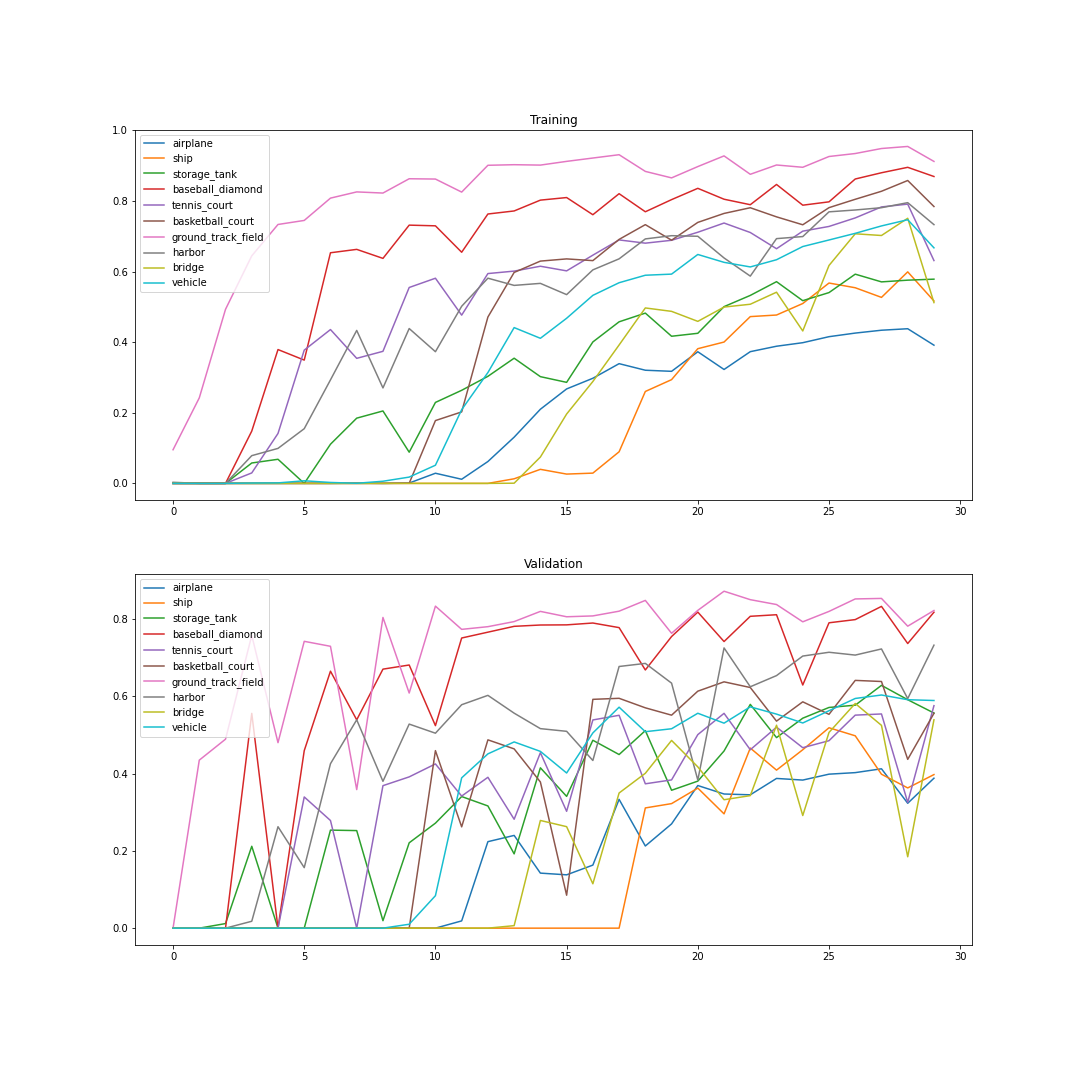 Training
1.0
0.8
0.6
0.4
0.2
0.0
airplane
ship
storage_tank
baseball_diamond
tennis_court
basketball_court
ground_track_field
harbor
bridge
vehicle
0 5 10 15 20 25 30
Validation
0.8
0.6
0.4
0.2
0.0
airplane
ship
storage_tank
baseball_diamond
tennis_court
basketball_court
ground_track_field
harbor
bridge
vehicle
0 5 10 15 20 25 30